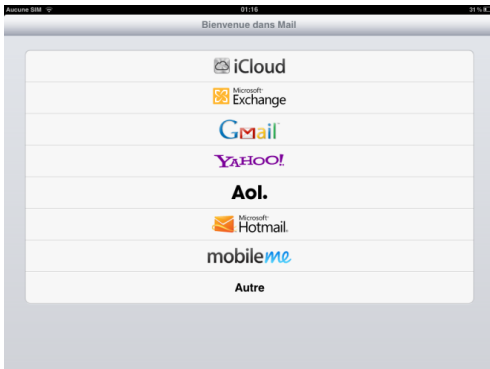 Aucune SIM 01:16 31 %
Bienvenue dans Mail
iCloud
Microsoft
Exchange
Gmail
YAHOO!
Aol.
Microsoft
Hotmail
mobileme
Autre